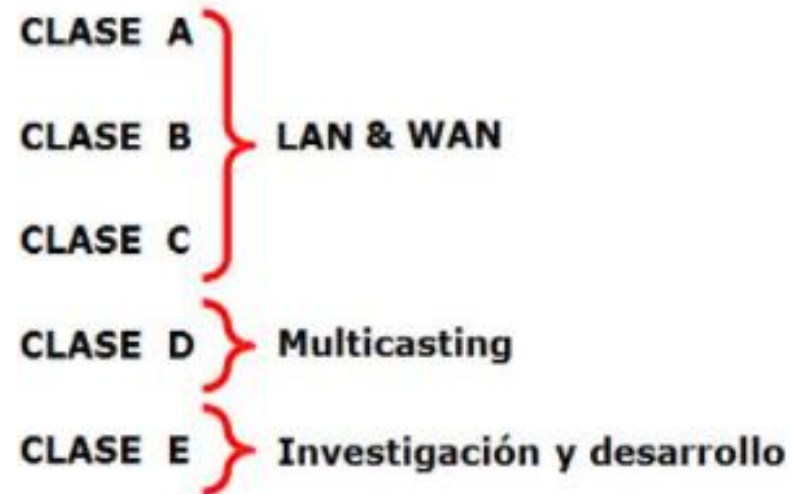 CLASE A
CLASE B
LAN & WAN
CLASE C
CLASE D
Multicasting
CLASE E
Investigación y desarrollo